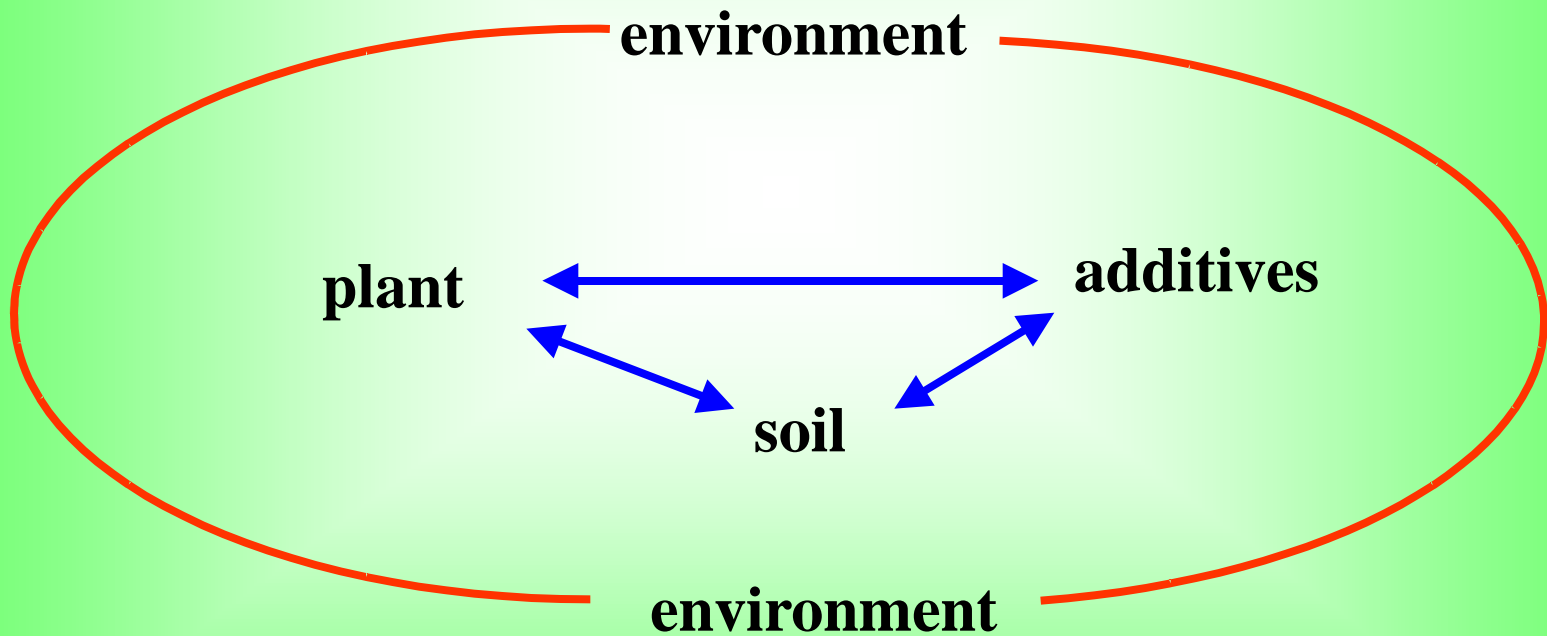 environment
plant
additives
soil
environment